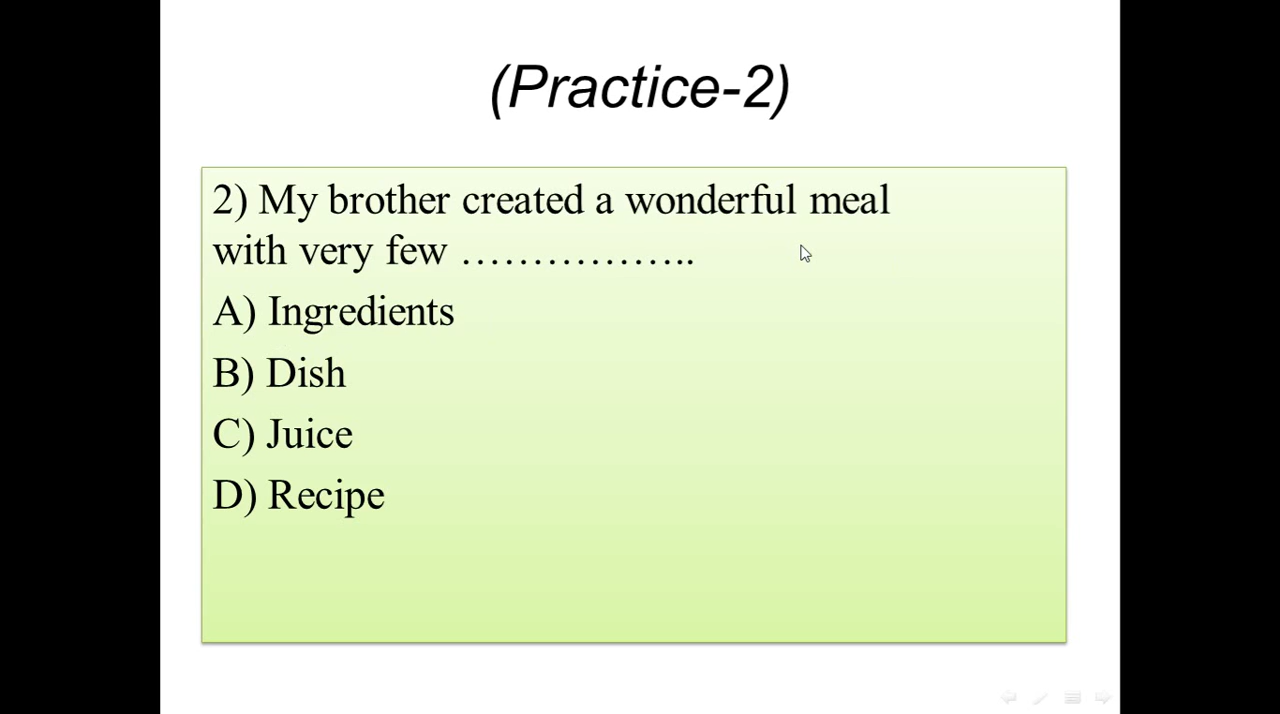 (Practice-2)
2) My brother created a wonderful meal
with very few ……………..
A) Ingredients
B) Dish
C) Juice
D) Recipe